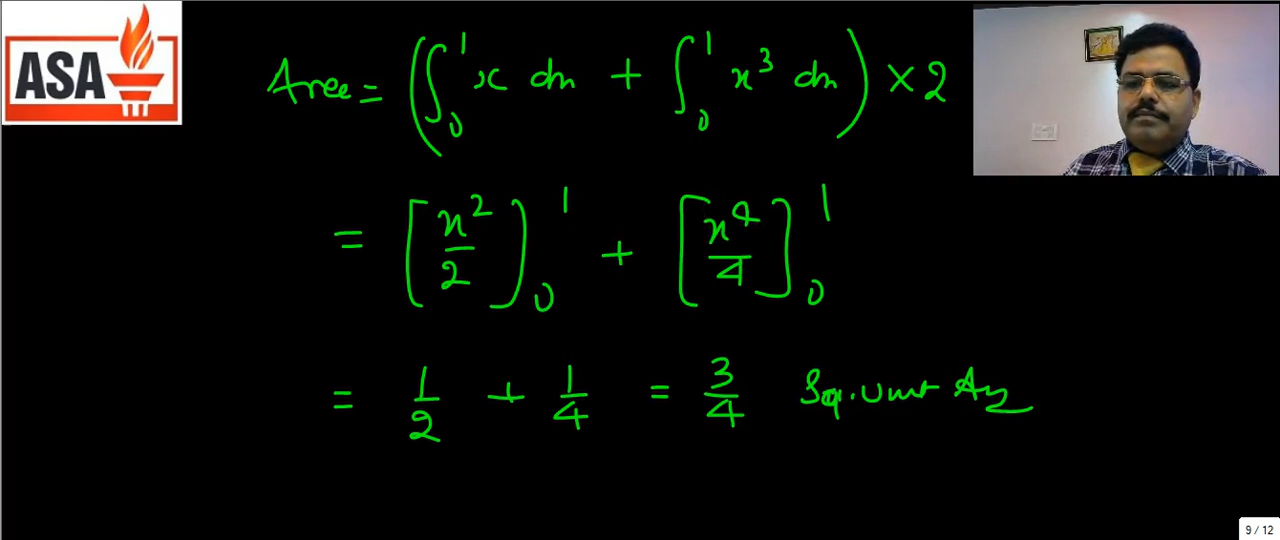 ASA
Area = (∫₀¹ x dx + ∫₀¹ x³ dx) × 2
= [x²/2]₀¹ + [x⁴/4]₀¹
= 1/2 + 1/4 = 3/4 Sq. Unit Ans
9 / 12